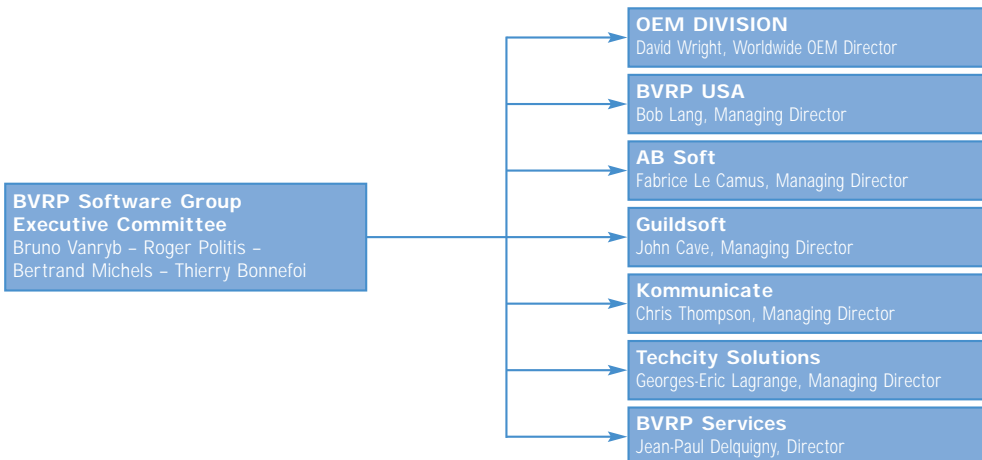 BVRP Software Group
Executive Committee
Bruno Vanryb – Roger Politis –
Bertrand Michels – Thierry Bonnefoi
OEM DIVISION
David Wright, Worldwide OEM Director
BVRP USA
Bob Lang, Managing Director
AB Soft
Fabrice Le Camus, Managing Director
Guildsoft
John Cave, Managing Director
Kommunicate
Chris Thompson, Managing Director
Techcity Solutions
Georges-Eric Lagrange, Managing Director
BVRP Services
Jean-Paul Delquigny, Director